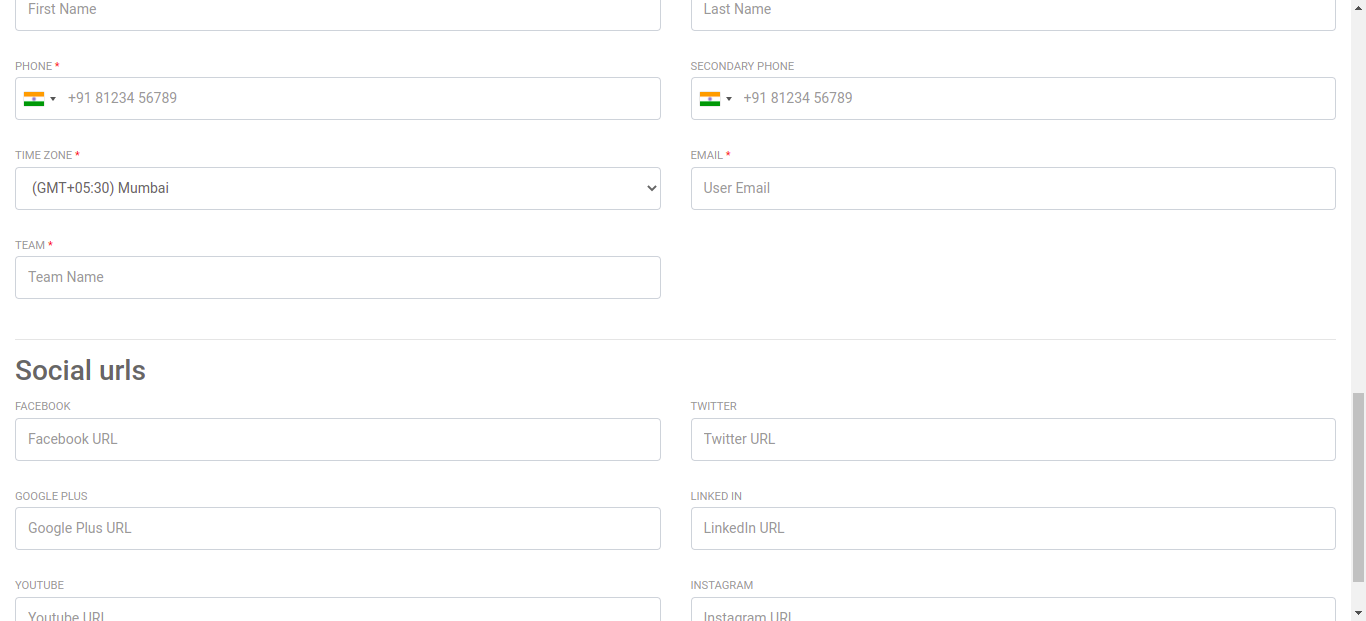 First Name Last Name
PHONE * SECONDARY PHONE
+91 81234 56789 +91 81234 56789
TIME ZONE * EMAIL *
(GMT+05:30) Mumbai User Email
TEAM *
Team Name
Social urls
FACEBOOK TWITTER
Facebook URL Twitter URL
GOOGLE PLUS LINKED IN
Google Plus URL LinkedIn URL
YOUTUBE INSTAGRAM
Youtube URL Instagram URL